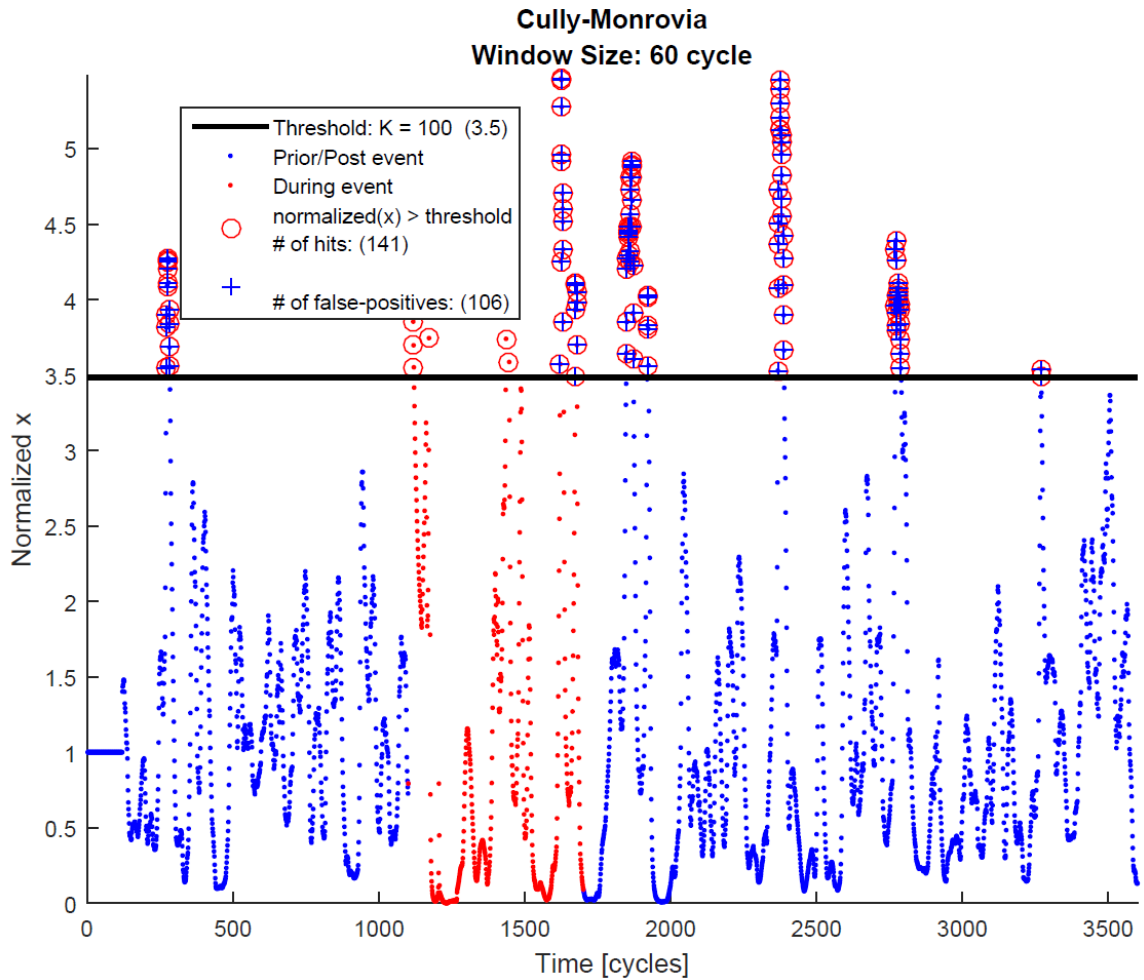 Cully-Monrovia
Window Size: 60 cycle
Threshold: K = 100 (3.5)
Prior/Post event
During event
normalized(x) > threshold
# of hits: (141)
# of false-positives: (106)
5
4.5
4
3.5
3
2.5
2
1.5
1
0.5
0
Normalized x
0 500 1000 1500 2000 2500 3000 3500
Time [cycles]